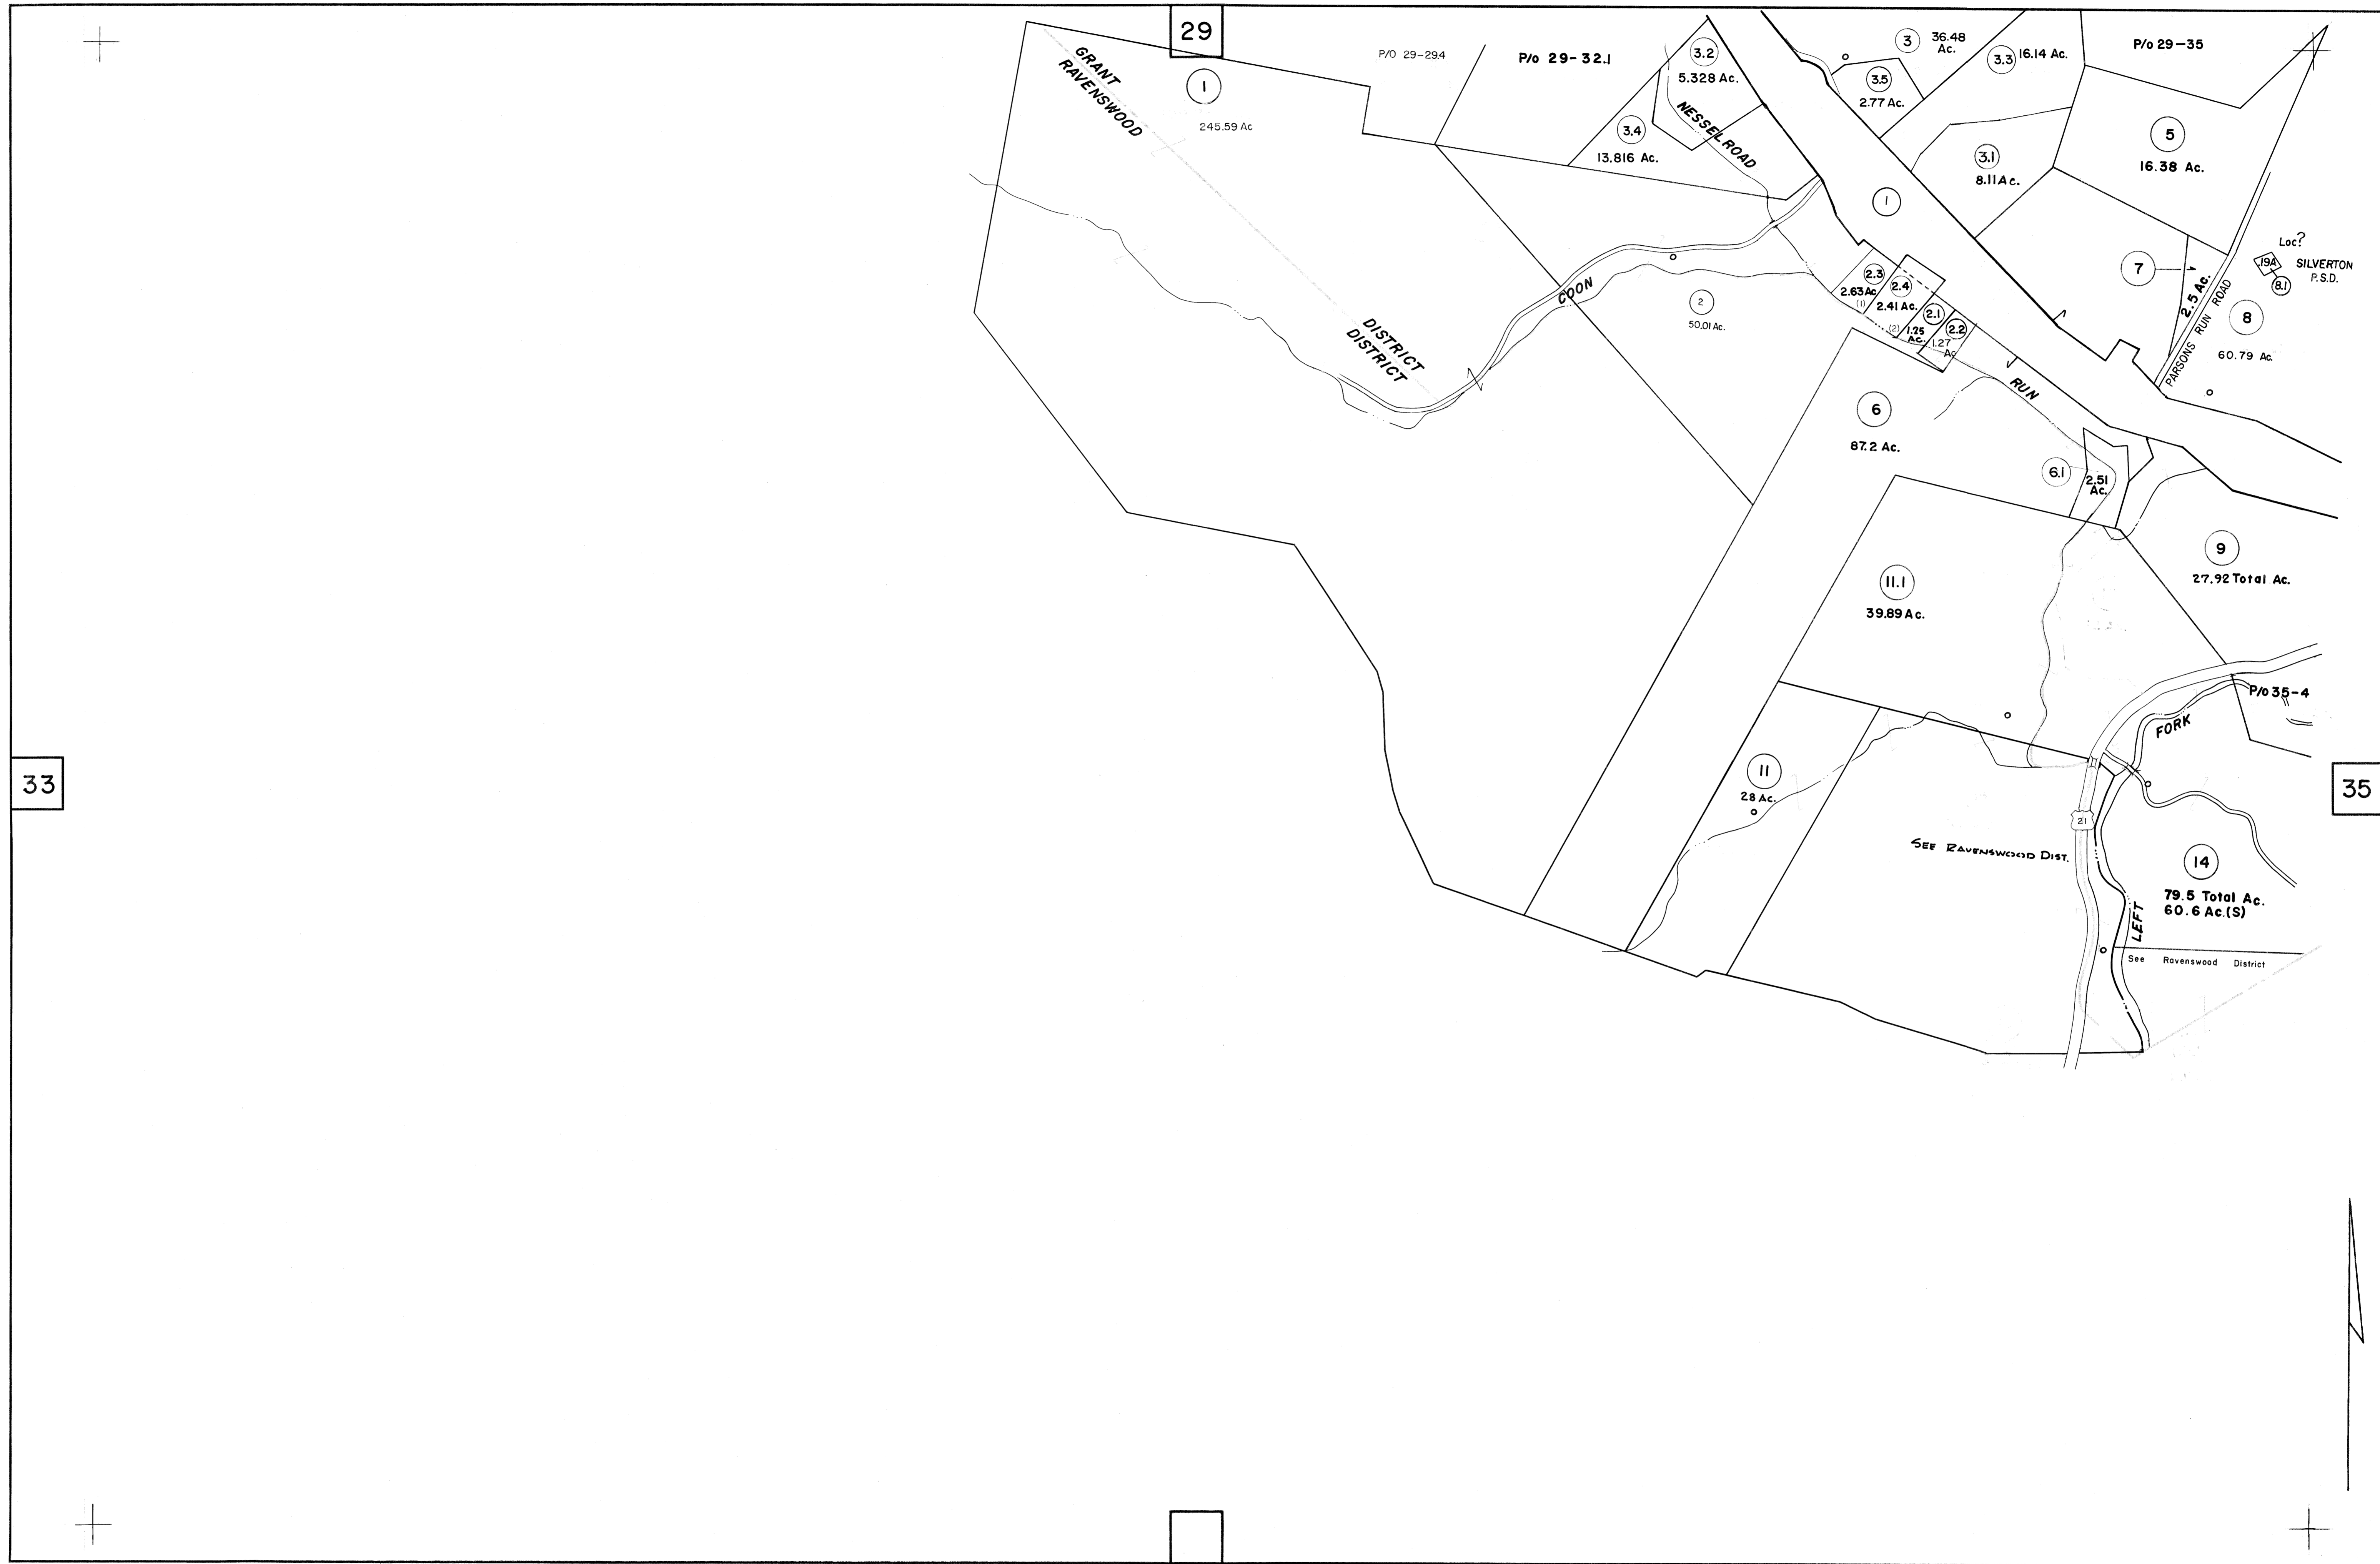 29
GRANT
RAVENSWOOD
1
245.59 Ac
P/O 29-29.4
P/o 29-32.1
3.2
5.328 Ac.
NESSEL ROAD
3.4
13.816 Ac.
3
36.48
Ac.
3.3
16.14 Ac.
P/o 29-35
3.5
2.77 Ac.
5
16.38 Ac.
3.1
8.11 Ac.
1
7
2.5 Ac.
PARSONS RUN ROAD
Loc?
.19A
8.1
SILVERTON
P.S.D.
8
60.79 Ac.
COON
2
50.01 Ac.
2.3
2.63 Ac
(1)
2.4
2.41 Ac.
(2)
2.1
1.25
Ac.
2.2
1.27
Ac
RUN
DISTRICT
DISTRICT
6
87.2 Ac.
6.1
2.51
Ac.
9
27.92 Total Ac.
11.1
39.89 Ac.
P/o 35-4
FORK
33
35
11
28 Ac.
21
SEE RAVENSWOOD DIST.
14
79.5 Total Ac.
60.6 Ac.(S)
LEFT
See Ravenswood District